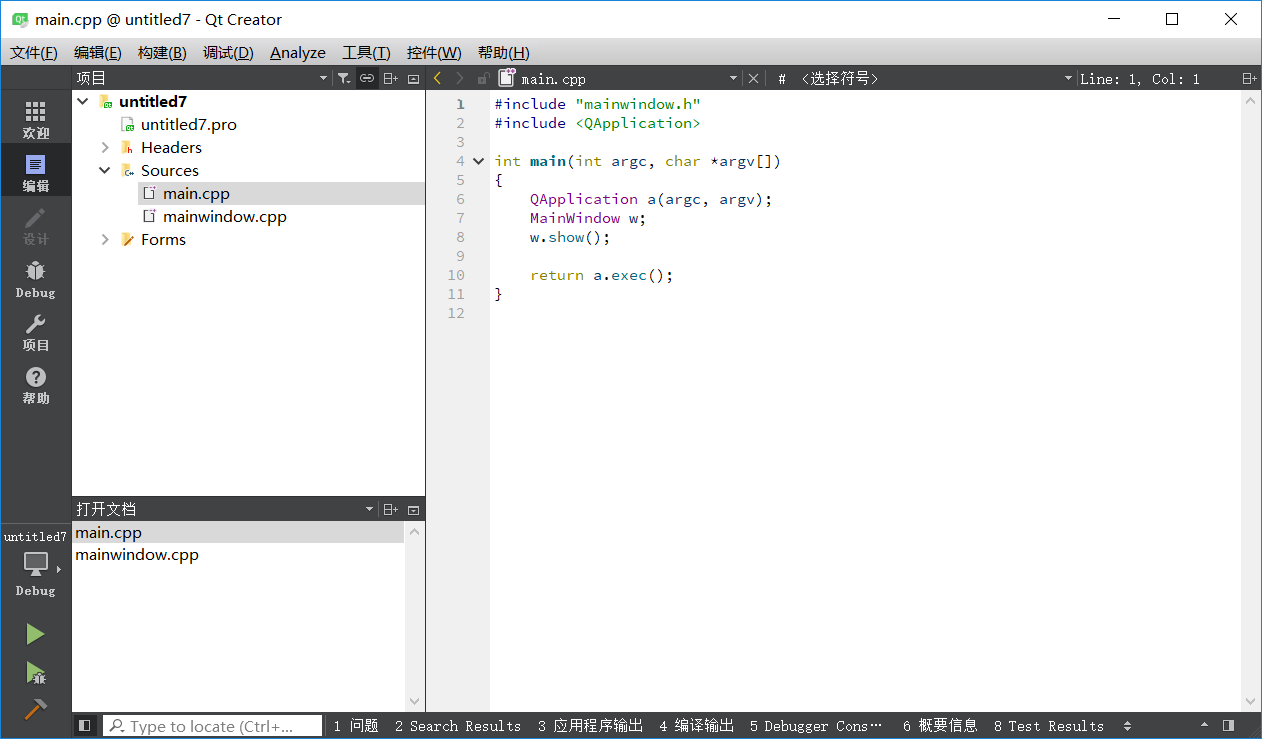 main.cpp @ untitled7 - Qt Creator
文件(F) 编辑(E) 构建(B) 调试(D) Analyze 工具(T) 控件(W) 帮助(H)
项目
main.cpp
# <选择符号>
Line: 1, Col: 1
欢迎
编辑
设计
Debug
项目
帮助
untitled7
Debug
untitled7
untitled7.pro
Headers
Sources
main.cpp
mainwindow.cpp
Forms
打开文档
main.cpp
mainwindow.cpp
1 #include "mainwindow.h"
2 #include <QApplication>
3
4 int main(int argc, char *argv[])
5 {
6     QApplication a(argc, argv);
7     MainWindow w;
8     w.show();
9
10     return a.exec();
11 }
12
Type to locate (Ctrl+...
1 问题 2 Search Results 3 应用程序输出 4 编译输出 5 Debugger Cons… 6 概要信息 8 Test Results